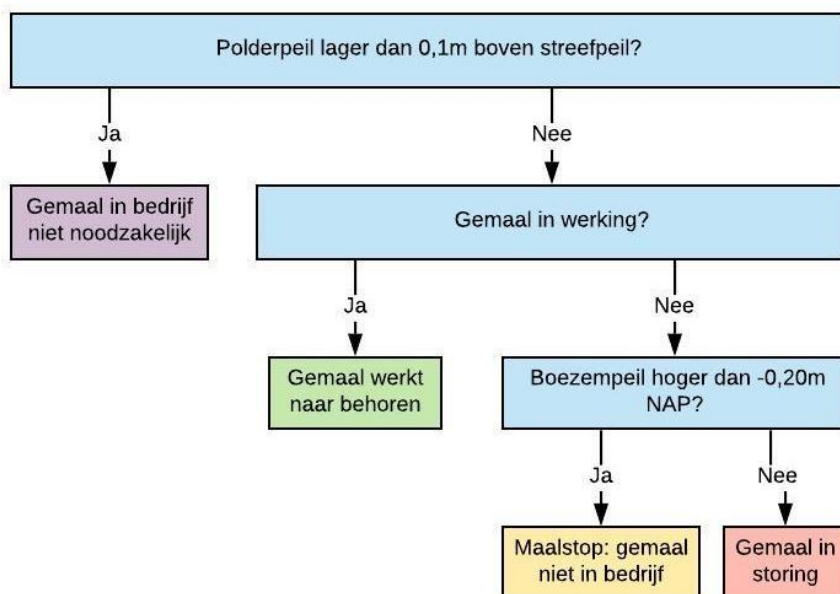 Polderpeil lager dan 0,1m boven streefpeil?
Ja
Nee
Gemaal in bedrijf
niet noodzakelijk
Gemaal in werking?
Ja
Nee
Gemaal werkt
naar behoren
Boezempeil hoger dan -0,20m
NAP?
Ja
Nee
Maalstop: gemaal
niet in bedrijf
Gemaal in
storing